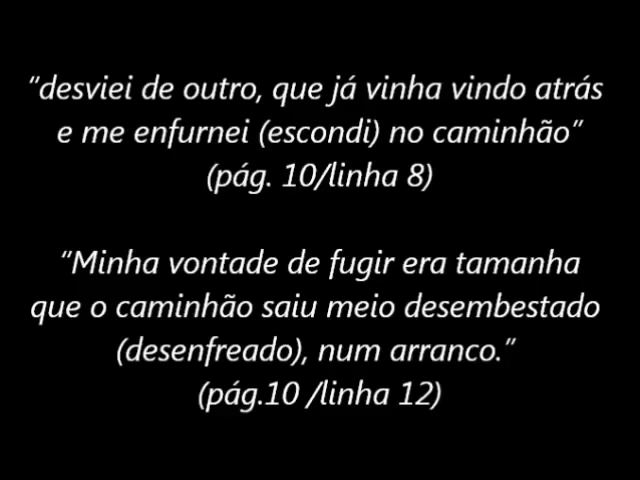 “desviei de outro, que já vinha vindo atrás
e me enfurnei (escondi) no caminhão”
(pág. 10/linha 8)
“Minha vontade de fugir era tamanha
que o caminhão saiu meio desembestado
(desenfreado), num arranco.”
(pág.10 /linha 12)